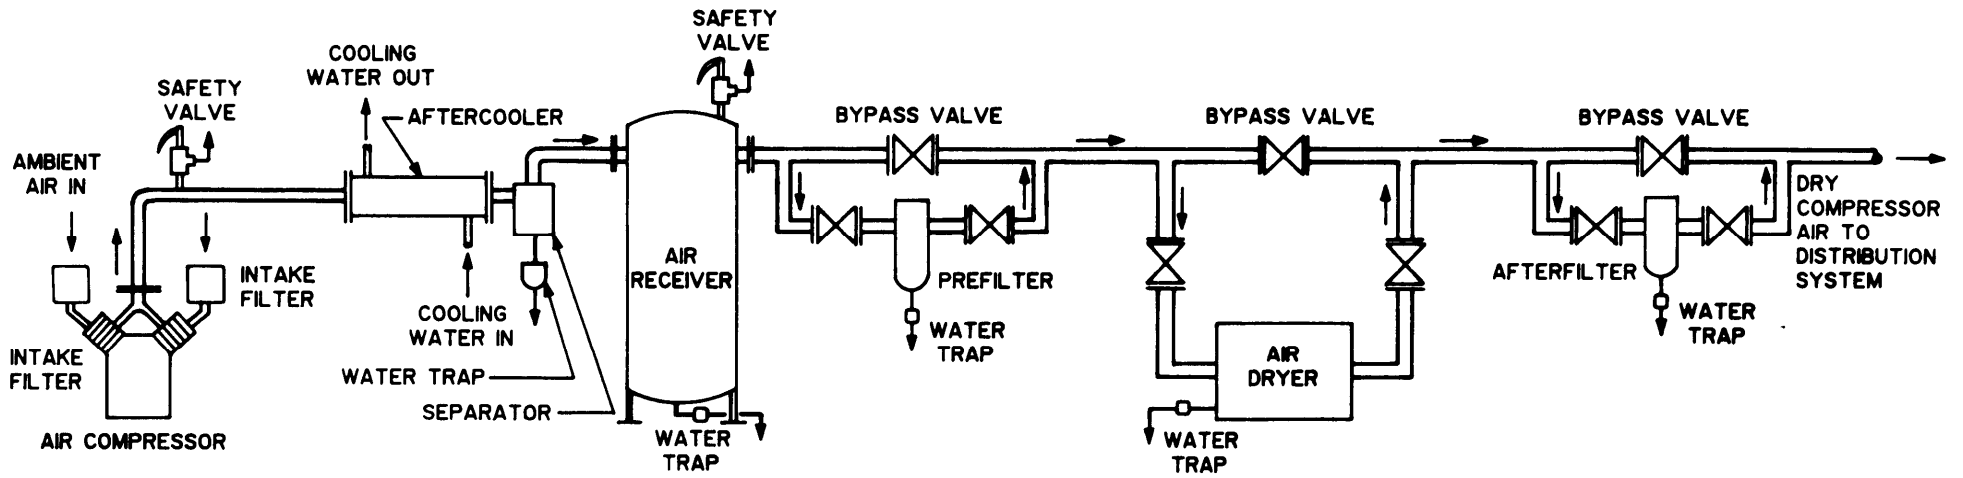 SAFETY
VALVE
COOLING
WATER OUT
SAFETY
VALVE
AFTERCOOLER
BYPASS VALVE
BYPASS VALVE
BYPASS VALVE
AMBIENT
AIR IN
INTAKE
FILTER
INTAKE
FILTER
AIR COMPRESSOR
COOLING
WATER IN
WATER TRAP
SEPARATOR
AIR
RECEIVER
WATER
TRAP
PREFILTER
WATER
TRAP
AIR
DRYER
WATER
TRAP
AFTERFILTER
WATER
TRAP
DRY
COMPRESSOR
AIR TO
DISTRIBUTION
SYSTEM